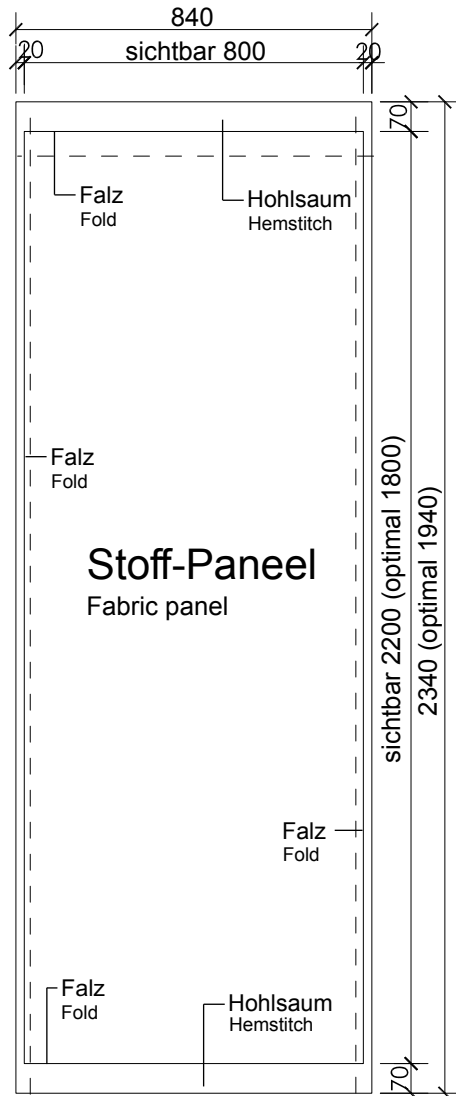 840
20
sichtbar 800
20
70
Falz
Fold
Hohlsaum
Hemstitch
Falz
Fold
Stoff-Paneel
Fabric panel
sichtbar 2200 (optimal 1800)
2340 (optimal 1940)
Falz
Fold
Falz
Fold
Hohlsaum
Hemstitch
70